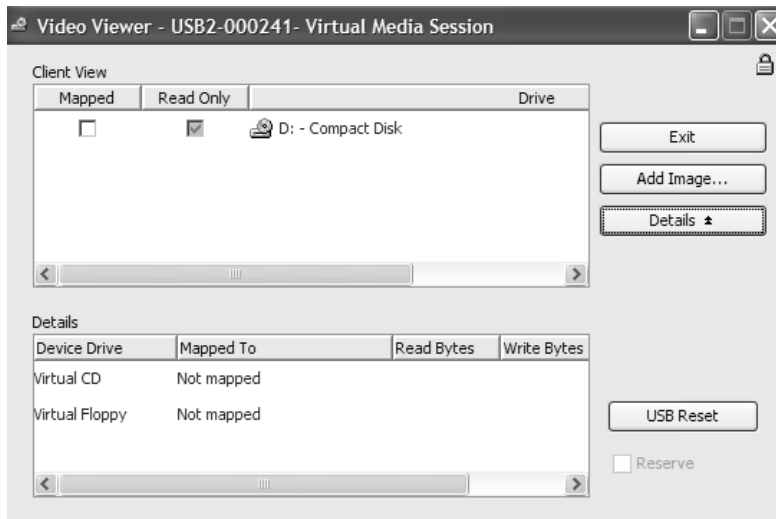 Video Viewer - USB2-000241- Virtual Media Session
Client View
Mapped Read Only Drive
D: - Compact Disk
Exit
Add Image...
Details
Details
Device Drive Mapped To Read Bytes Write Bytes
Virtual CD Not mapped
Virtual Floppy Not mapped
USB Reset
Reserve